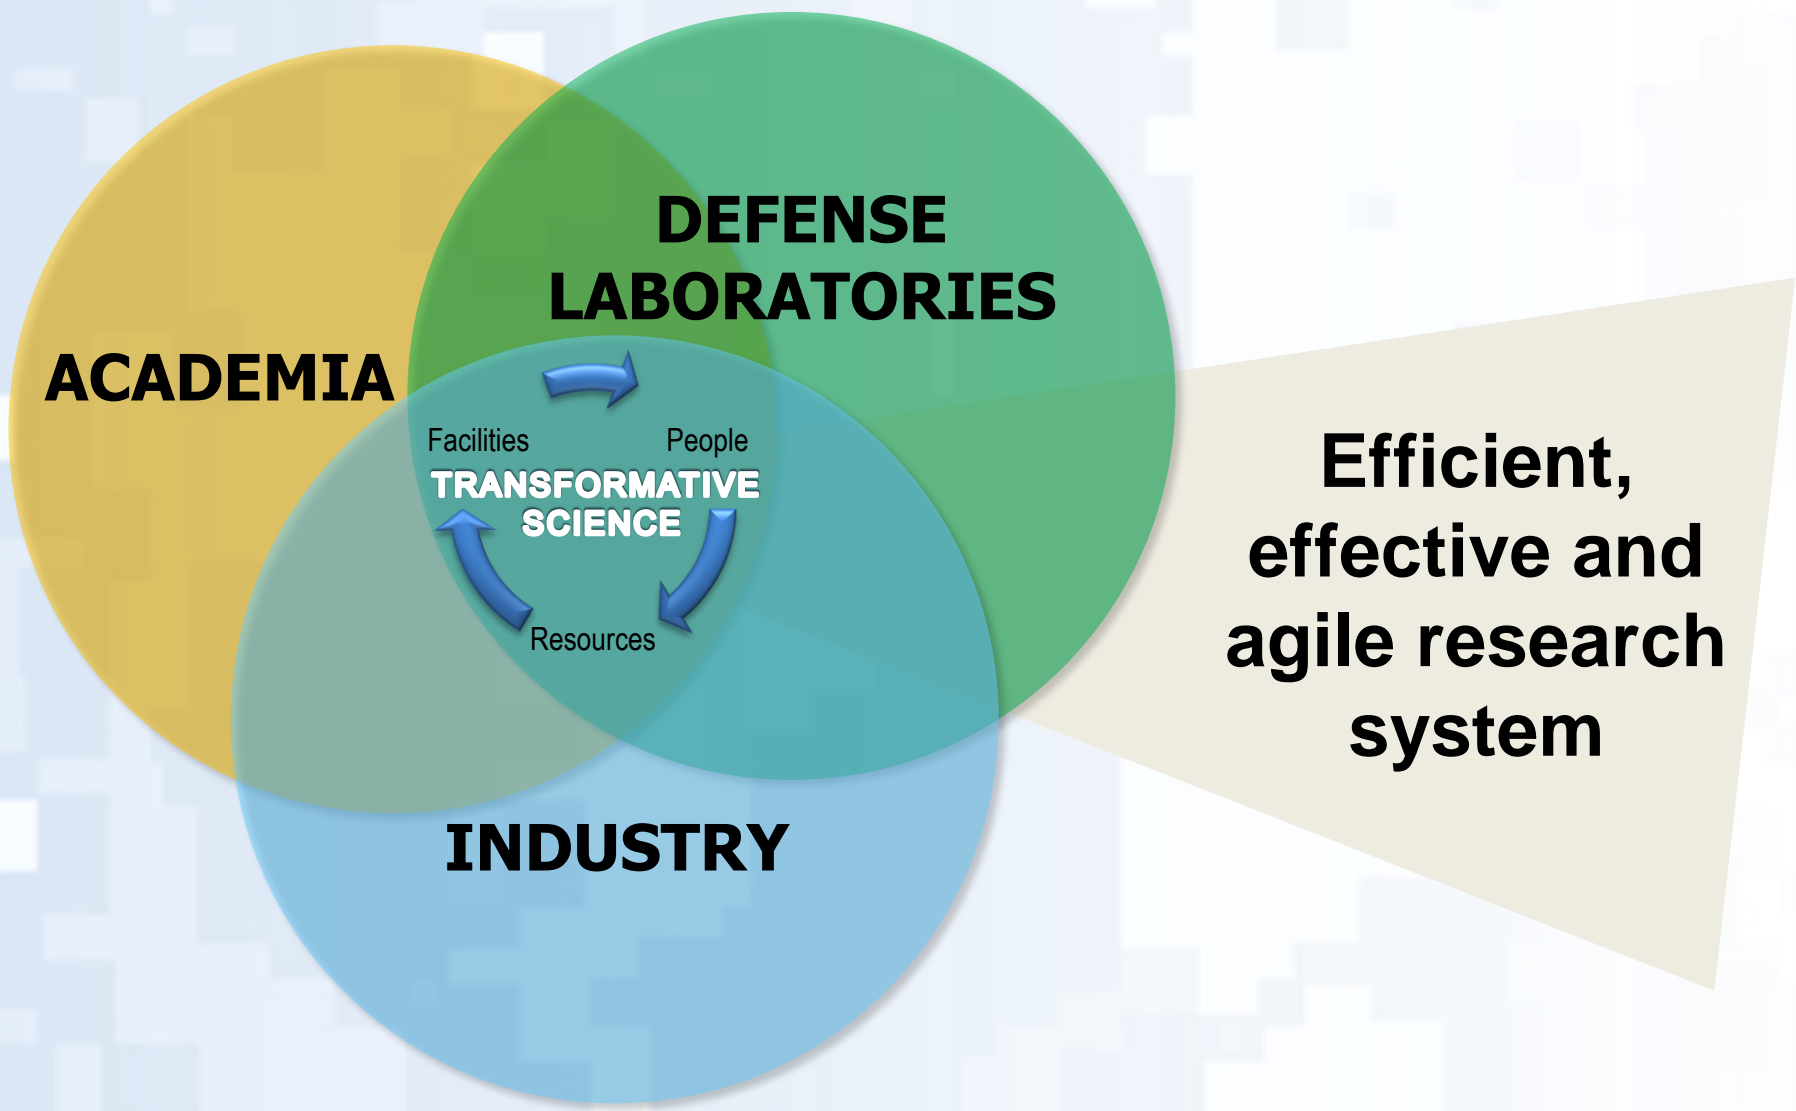 DEFENSE
LABORATORIES
ACADEMIA
Facilities
People
TRANSFORMATIVE
SCIENCE
Resources
INDUSTRY
Efficient,
effective and
agile research
system